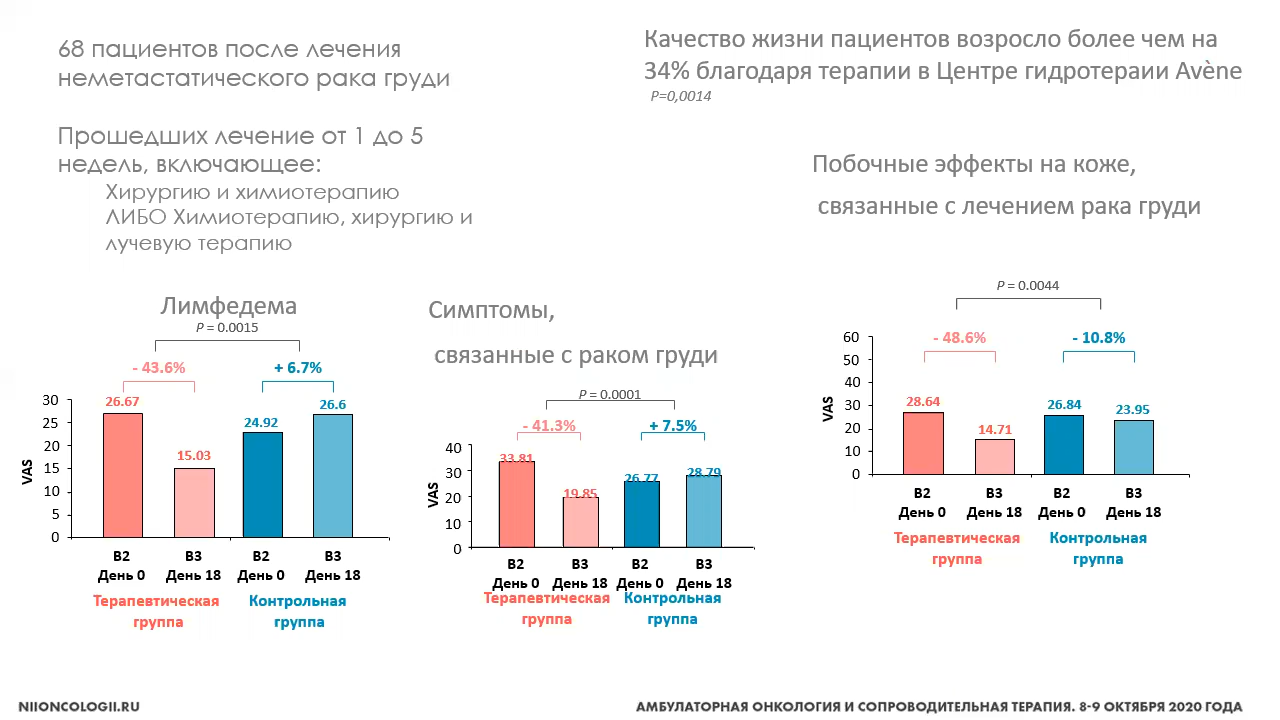 68 пациентов после лечения
неметастатического рака груди
Прошедших лечение от 1 до 5
недель, включающее:
Хирургию и химиотерапию
ЛИБО Химиотерапию, хирургию и
лучевую терапию
Качество жизни пациентов возросло более чем на
34% благодаря терапии в Центре гидротераии Avène
P=0,0014
Лимфедема
P = 0.0015
- 43.6%
+ 6.7%
30
25
20
15
10
5
0
VAS
26.67
15.03
24.92
26.6
B2
День 0
B3
День 18
B2
День 0
B3
День 18
Терапевтическая
группа
Контрольная
группа
Симптомы,
связанные с раком груди
P = 0.0001
- 41.3%
+ 7.5%
40
30
20
10
0
VAS
33.81
19.85
26.77
28.79
B2
День 0
B3
День 18
B2
День 0
B3
День 18
Терапевтическая
группа
Контрольная
группа
Побочные эффекты на коже,
связанные с лечением рака груди
P = 0.0044
- 48.6%
- 10.8%
60
50
40
30
20
10
0
VAS
28.64
14.71
26.84
23.95
B2
День 0
B3
День 18
B2
День 0
B3
День 18
Терапевтическая
группа
Контрольная
группа
NIIONCOLOGII.RU
АМБУЛАТОРНАЯ ОНКОЛОГИЯ И СОПРОВОДИТЕЛЬНАЯ ТЕРАПИЯ. 8-9 ОКТЯБРЯ 2020 ГОДА